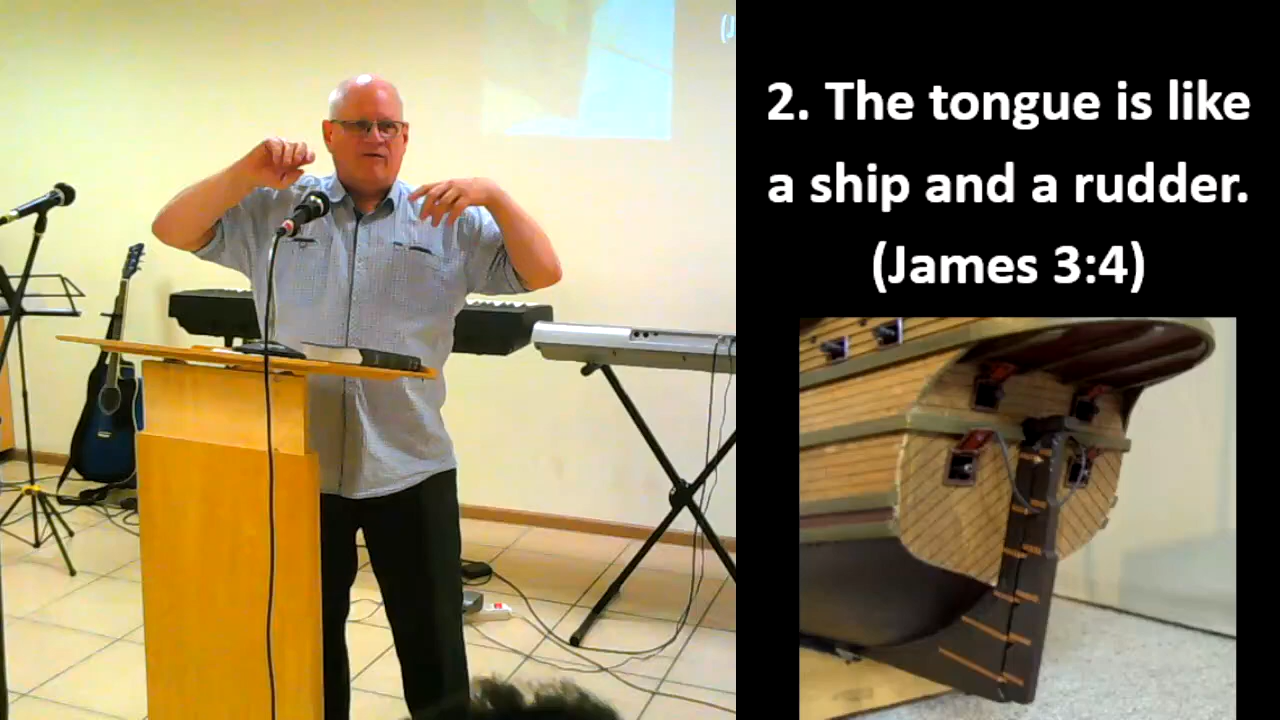 (J
2. The tongue is like
a ship and a rudder.
(James 3:4)